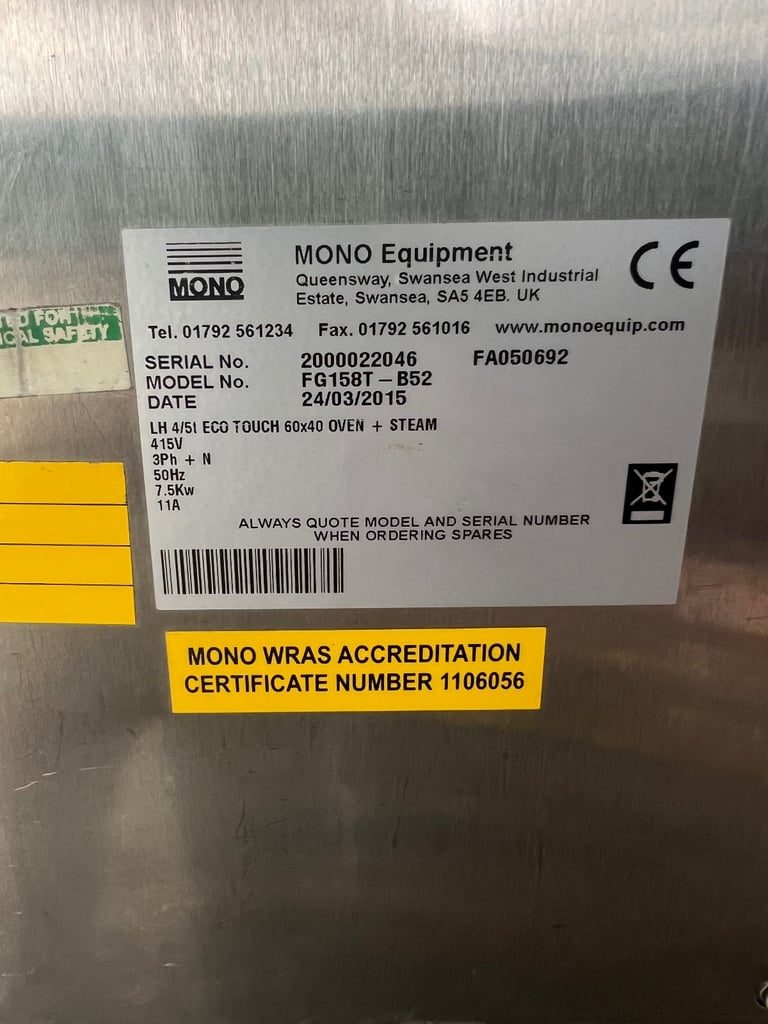 MONO
MONO Equipment
Queensway, Swansea West Industrial
Estate, Swansea, SA5 4EB. UK
CE
Tel. 01792 561234 Fax. 01792 561016 www.monoequip.com
SERIAL No. 2000022046 FA050692
MODEL No. FG158T – B52
DATE 24/03/2015
LH 4/5t ECO TOUCH 60x40 OVEN + STEAM
415V
3Ph + N
50Hz
7.5Kw
11A
ALWAYS QUOTE MODEL AND SERIAL NUMBER
WHEN ORDERING SPARES
MONO WRAS ACCREDITATION
CERTIFICATE NUMBER 1106056
SAFETY